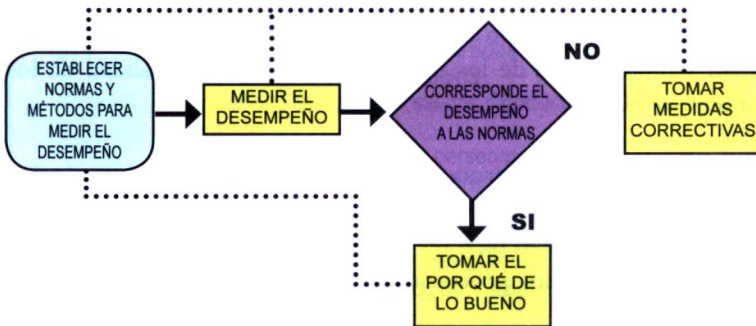 ESTABLECER
NORMAS Y
MÉTODOS PARA
MEDIR EL
DESEMPEÑO
MEDIR EL
DESEMPEÑO
CORRESPONDE EL
DESEMPEÑO
A LAS NORMAS
NO
TOMAR
MEDIDAS
CORRECTIVAS
SI
TOMAR EL
POR QUÉ DE
LO BUENO